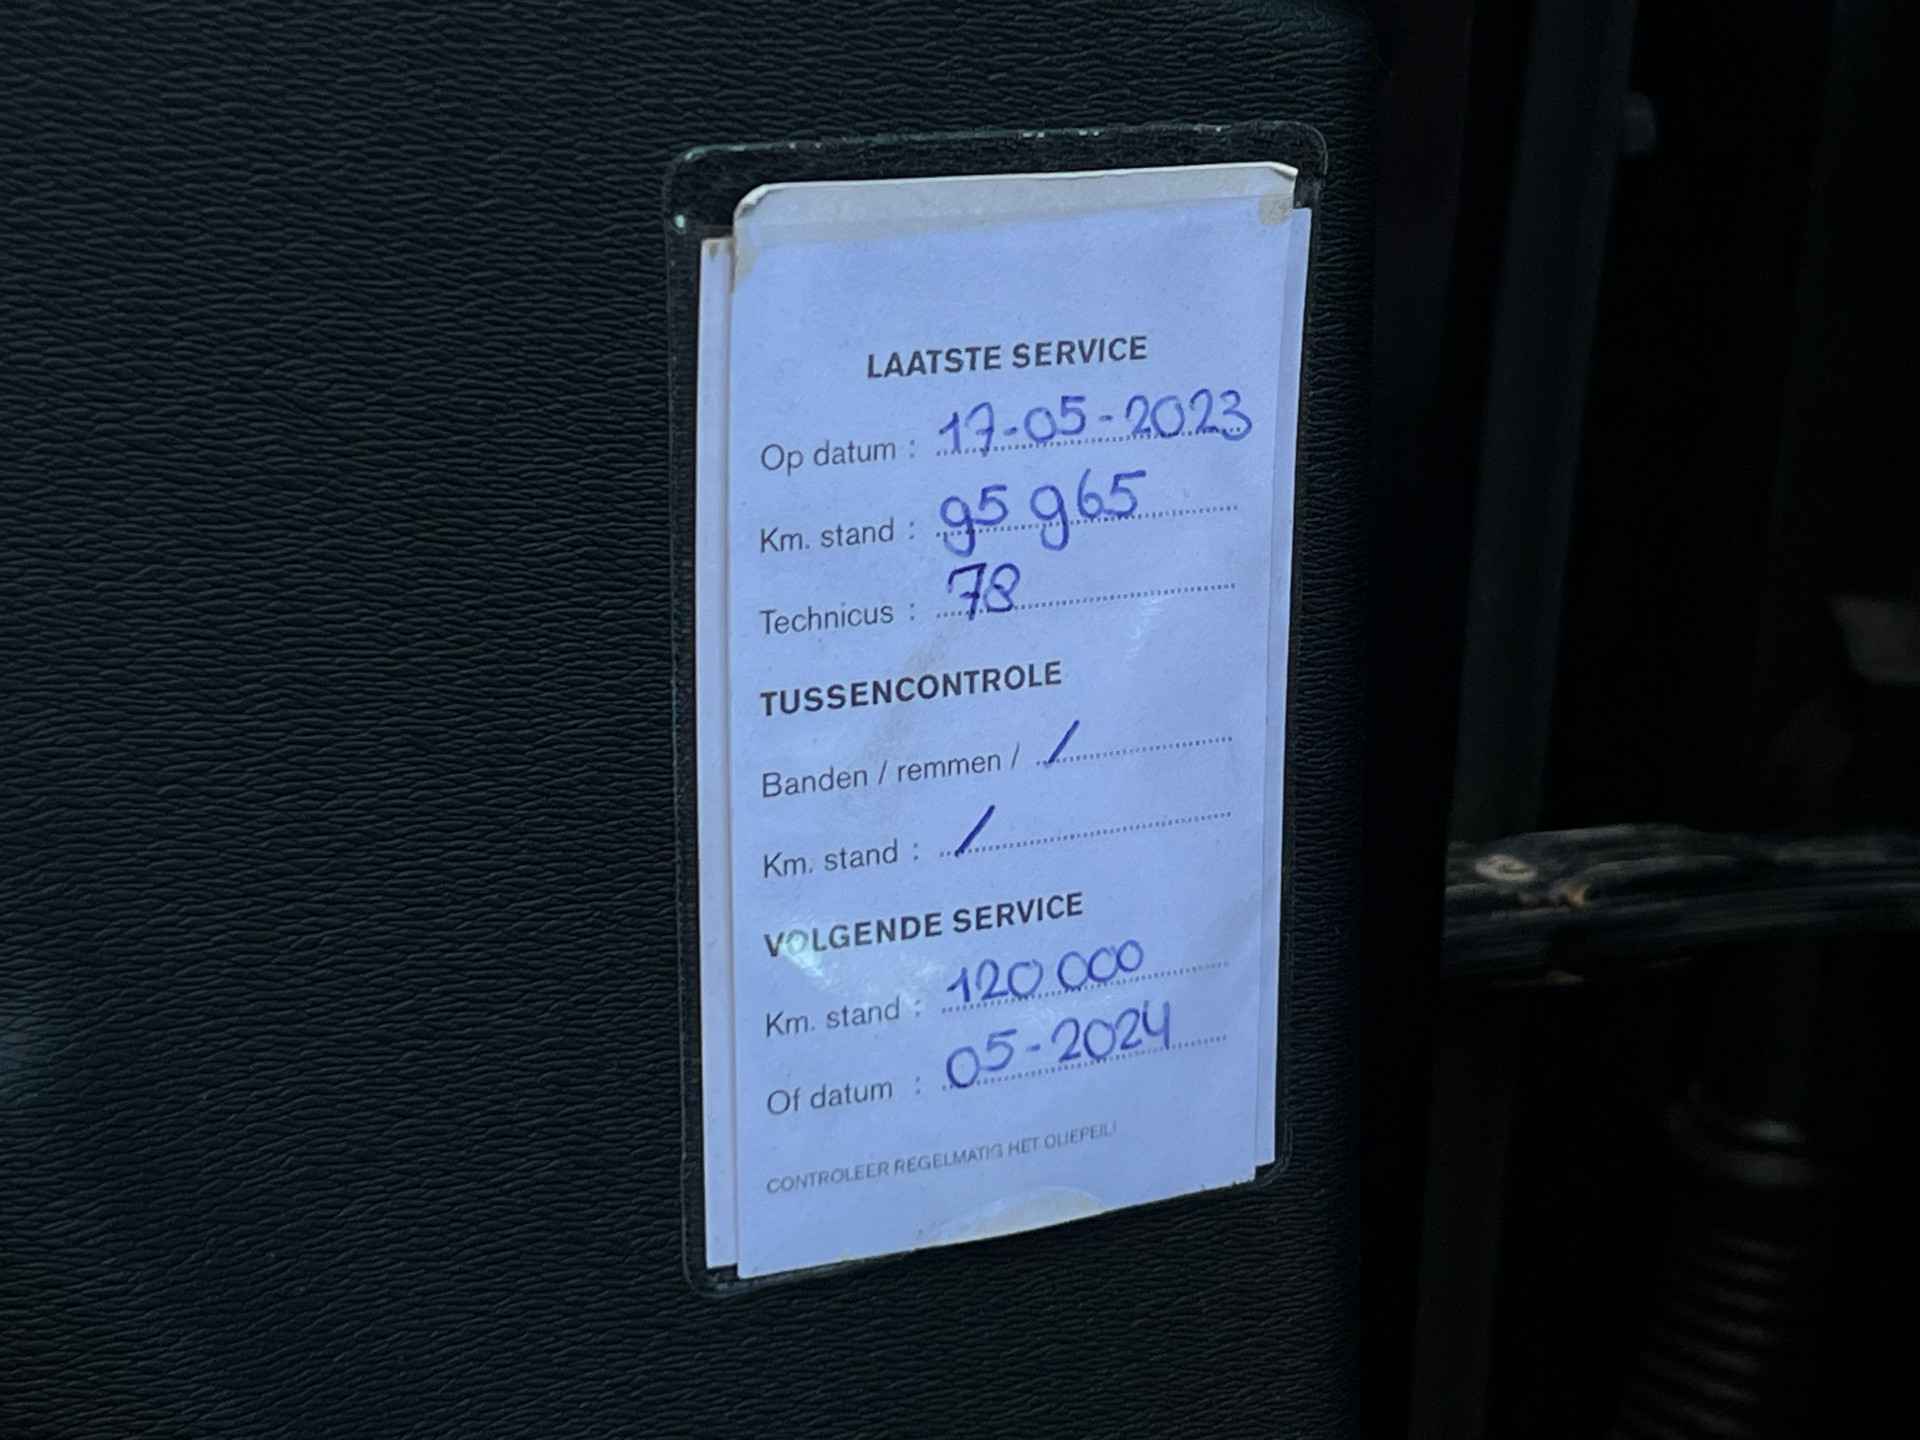 LAATSTE SERVICE
Op datum : 17-05-2023
Km. stand : 95 965
Technicus : 78
TUSSENCONTROLE
Banden / remmen / /
Km. stand : /
VOLGENDE SERVICE
Km. stand : 120 000
Of datum : 05-2024
CONTROLEER REGELMATIG HET OLIEPEIL!